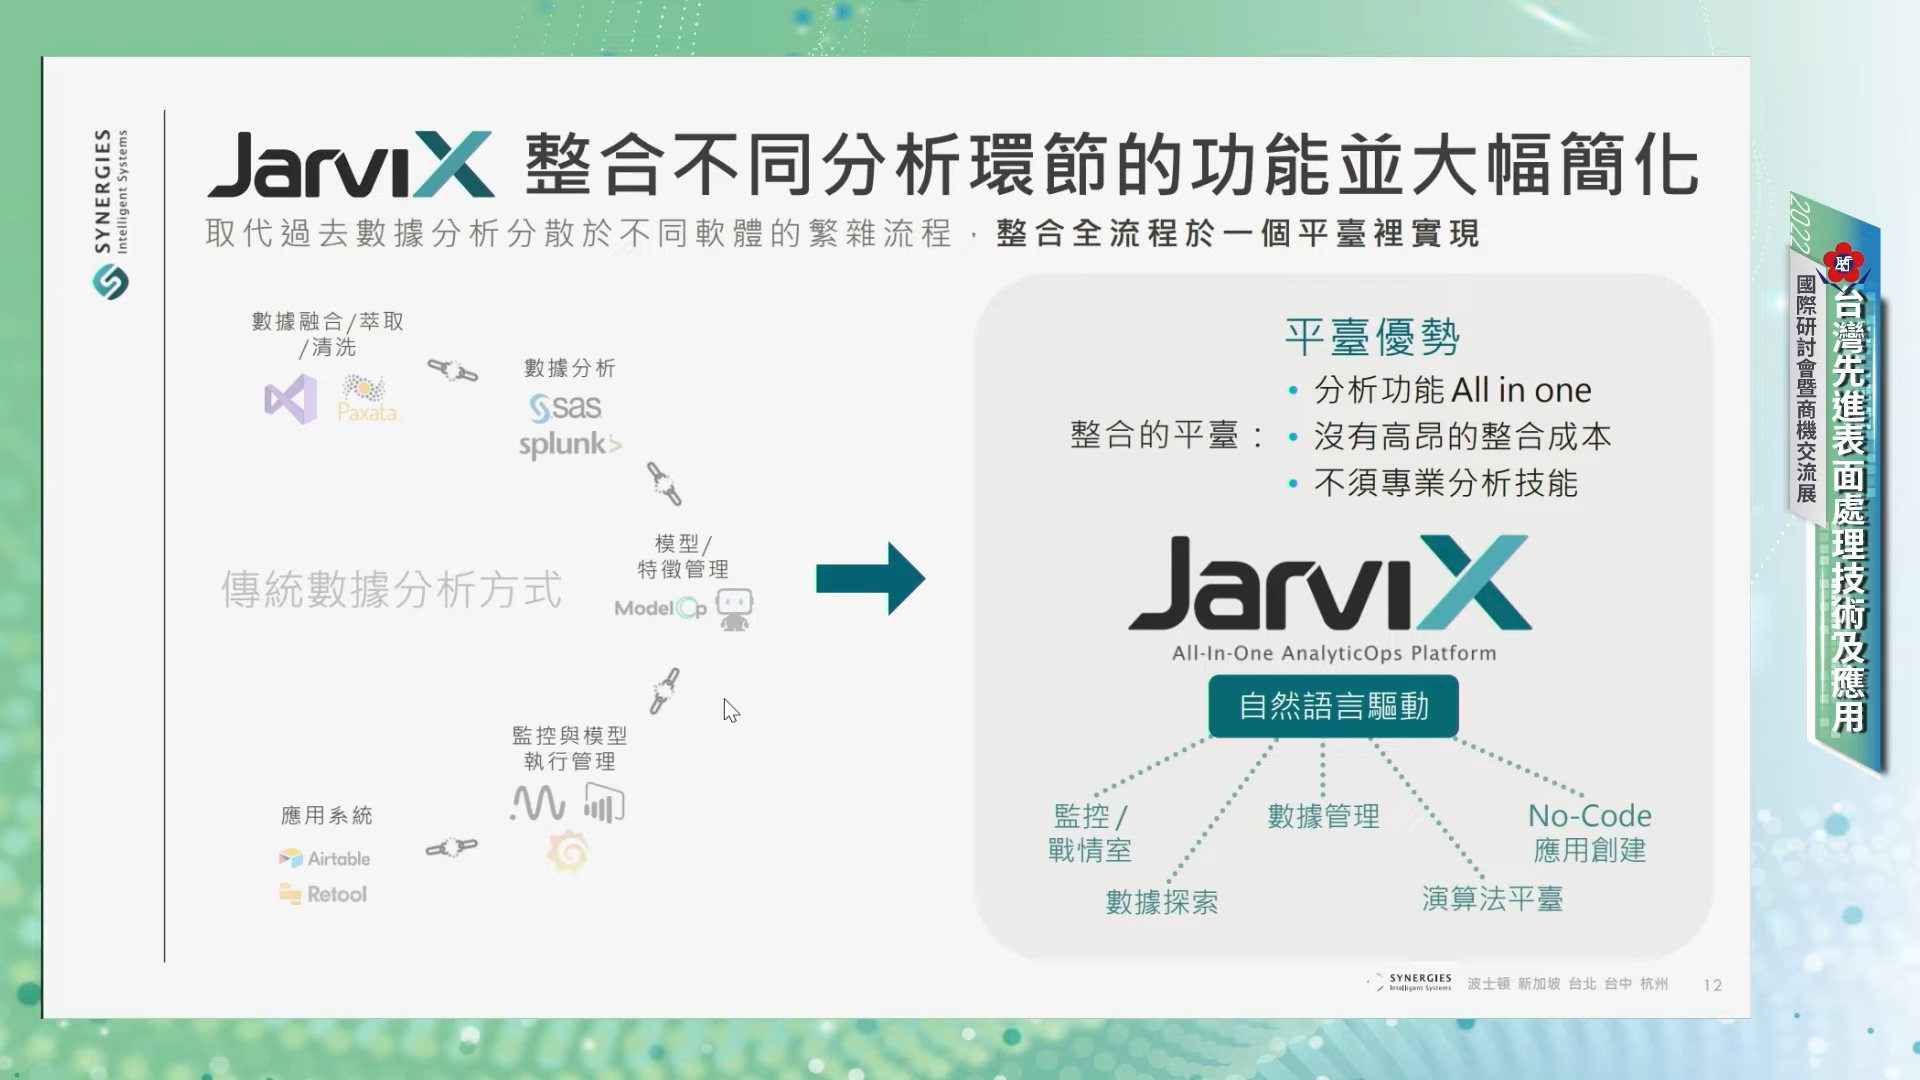 SYNERGIES
Intelligent Systems
JarviX 整合不同分析環節的功能並大幅簡化
取代過去數據分析分散於不同軟體的繁雜流程，整合全流程於一個平臺裡實現
數據融合/萃取
/清洗
Paxata
數據分析
sas
splunk>
模型/
特徵管理
ModelOp
傳統數據分析方式
監控與模型
執行管理
應用系統
Airtable
Retool
平臺優勢
整合的平臺：
• 分析功能 All in one
• 沒有高昂的整合成本
• 不須專業分析技能
JarviX
All-In-One AnalyticOps Platform
自然語言驅動
監控/
戰情室
數據探索
數據管理
演算法平臺
No-Code
應用創建
SYNERGIES
Intelligent Systems
波士頓 新加坡 台北 台中 杭州
12
2022
台灣先進表面處理技術及應用
國際研討會暨商機交流展